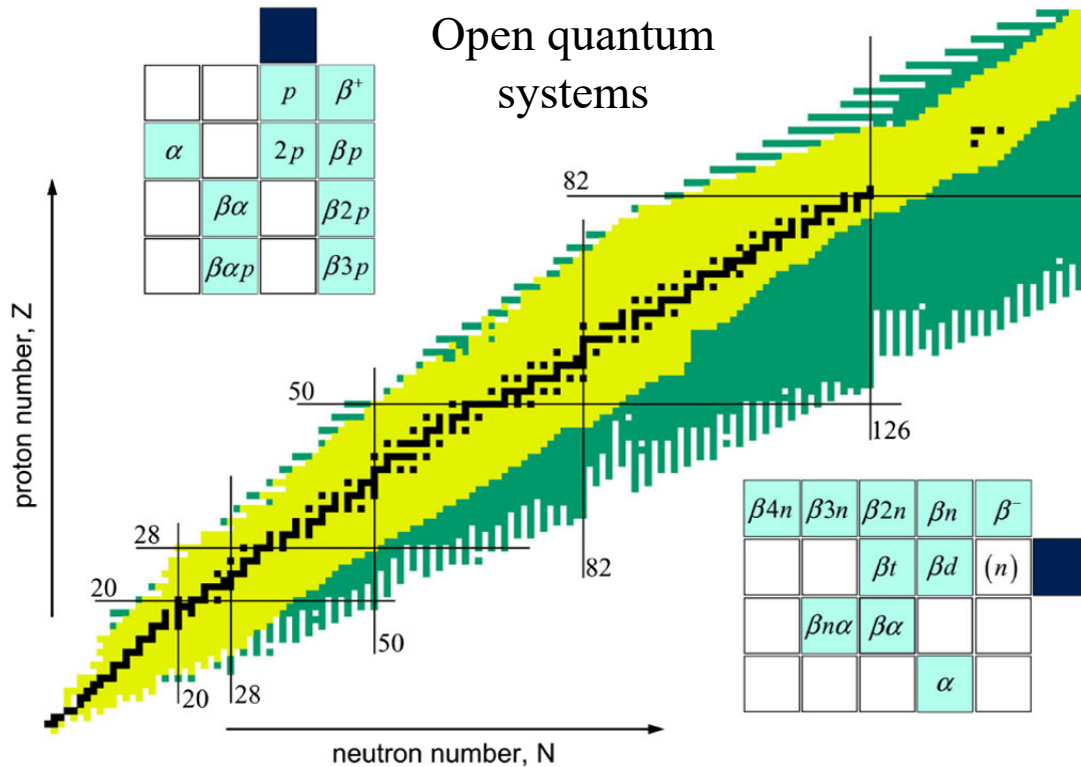 Open quantum
systems
p β⁺
α 2p βp
βα β2p
βαp β3p
proton number, Z
82
50
126
28
82
20
50
20 28
neutron number, N
β4n β3n β2n βn β⁻
βt βd (n)
βnα βα
α